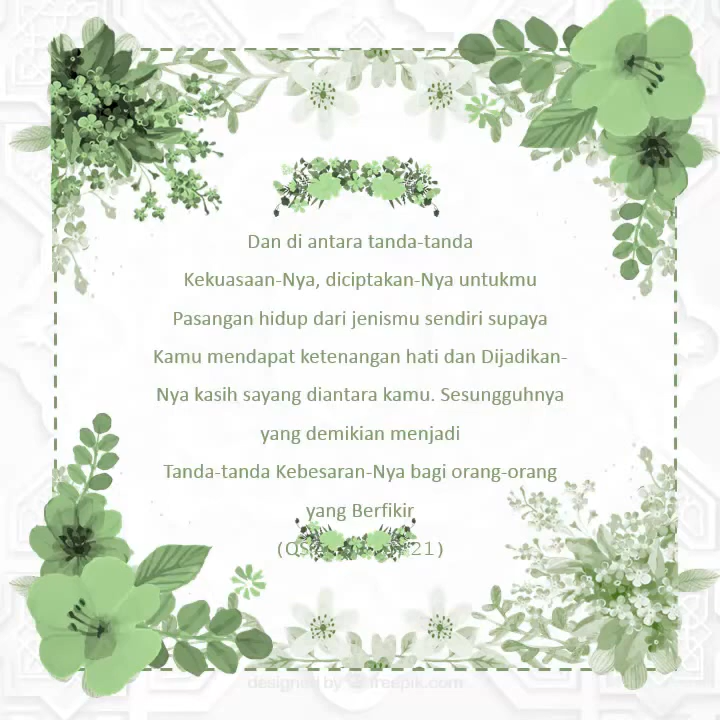 Dan di antara tanda-tanda
Kekuasaan-Nya, diciptakan-Nya untukmu
Pasangan hidup dari jenismu sendiri supaya
Kamu mendapat ketenangan hati dan Dijadikan-
Nya kasih sayang diantara kamu. Sesungguhnya
yang demikian menjadi
Tanda-tanda Kebesaran-Nya bagi orang-orang
yang Berfikir
(QS 21)
designed by freepik.com